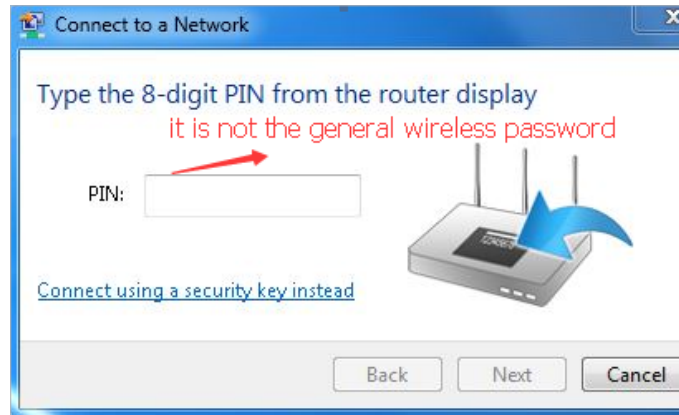 Connect to a Network
X
Type the 8-digit PIN from the router display
it is not the general wireless password
PIN:
12345670
Connect using a security key instead
Back Next Cancel